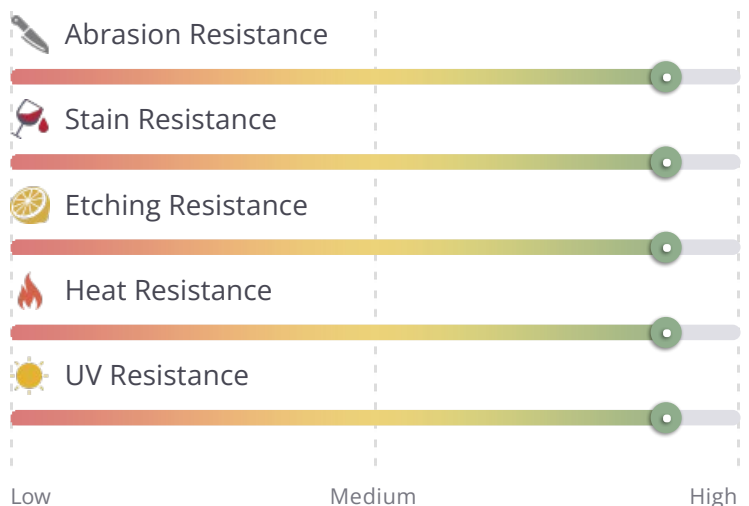 Abrasion Resistance
Stain Resistance
Etching Resistance
Heat Resistance
UV Resistance
Low Medium High